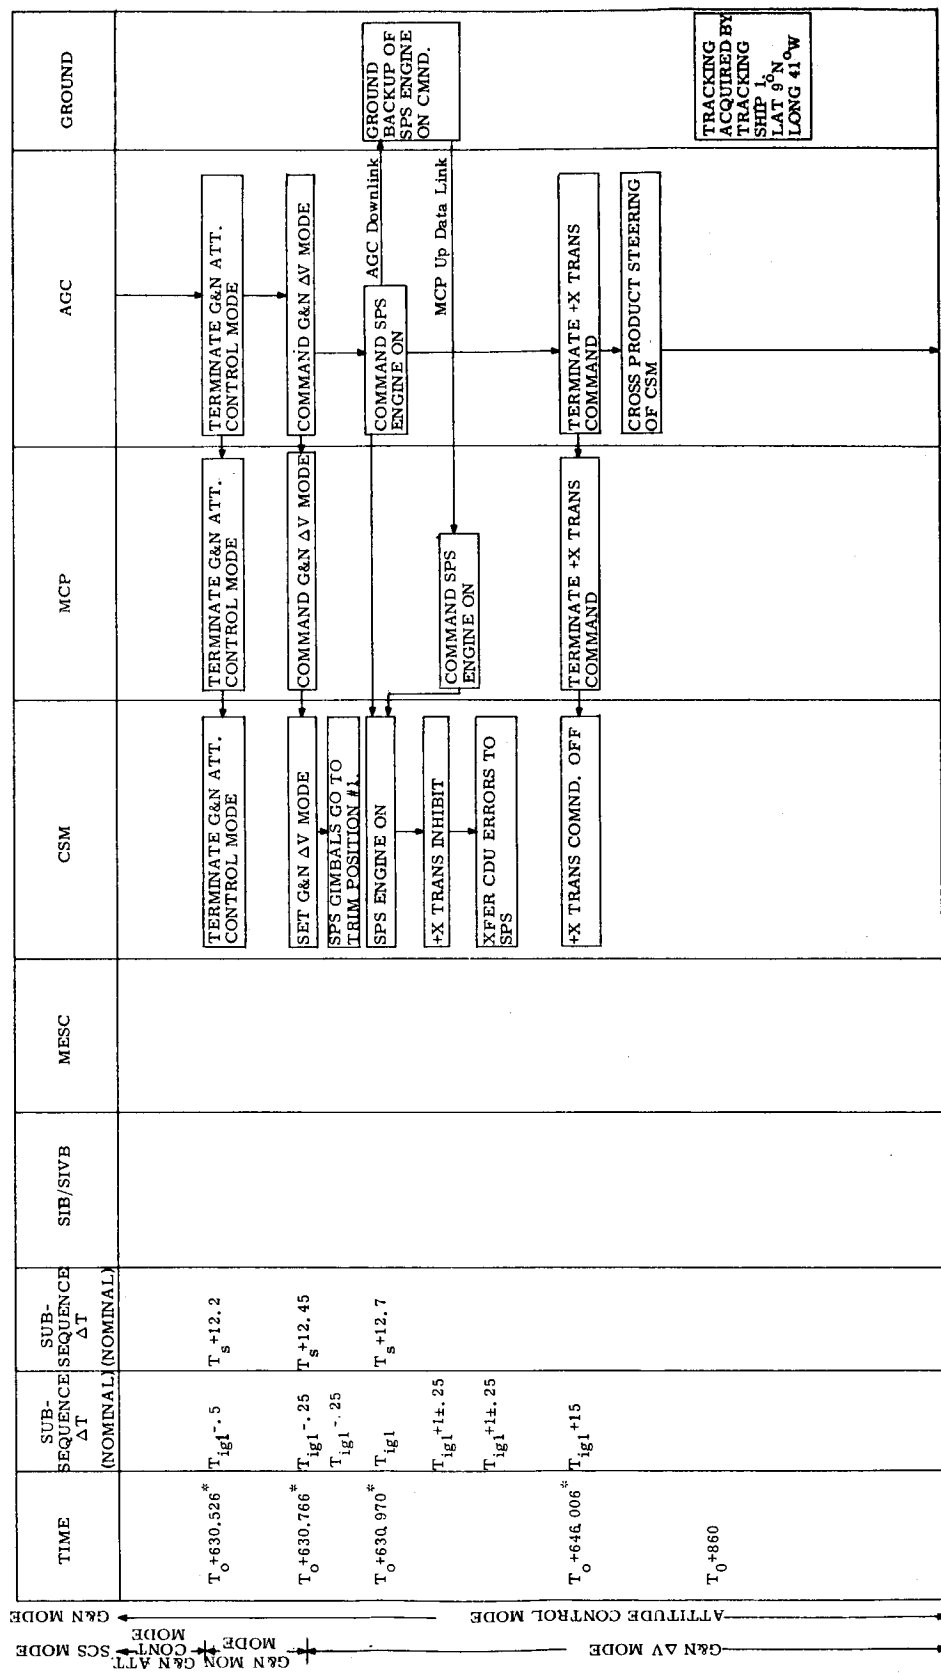 TIME
SUB-
SEQUENCE
ΔT
(NOMINAL)
SUB-
SEQUENCE
ΔT
(NOMINAL)
SIB/SIVB
MESC
CSM
MCP
AGC
GROUND
G&N MODE
ATTITUDE CONTROL MODE
SCS MODE
G&N ATT.
CONT
MODE
G&N MON
MODE
G&N ΔV MODE
To+630.526*
Tig1-.5
Ts+12.2
TERMINATE G&N ATT.
CONTROL MODE
TERMINATE G&N ATT.
CONTROL MODE
TERMINATE G&N ATT.
CONTROL MODE
To+630.766*
Tig1-.25
Ts+12.45
SET G&N ΔV MODE
COMMAND G&N ΔV MODE
COMMAND G&N ΔV MODE
Tig1-.25
SPS GIMBALS GO TO
TRIM POSITION #1.
To+630.970*
Tig1
Ts+12.7
SPS ENGINE ON
COMMAND SPS
ENGINE ON
AGC Downlink
GROUND
BACKUP OF
SPS ENGINE
ON CMND.
Tig1+1±.25
+X TRANS INHIBIT
COMMAND SPS
ENGINE ON
MCP Up Data Link
Tig1+1±.25
XFER CDU ERRORS TO
SPS
To+646.006*
Tig1+15
+X TRANS COMND. OFF
TERMINATE +X TRANS
COMMAND
TERMINATE +X TRANS
COMMAND
CROSS PRODUCT STEERING
OF CSM
T0+860
TRACKING
ACQUIRED BY
TRACKING
SHIP 1.
LAT 9°N
LONG 41°W